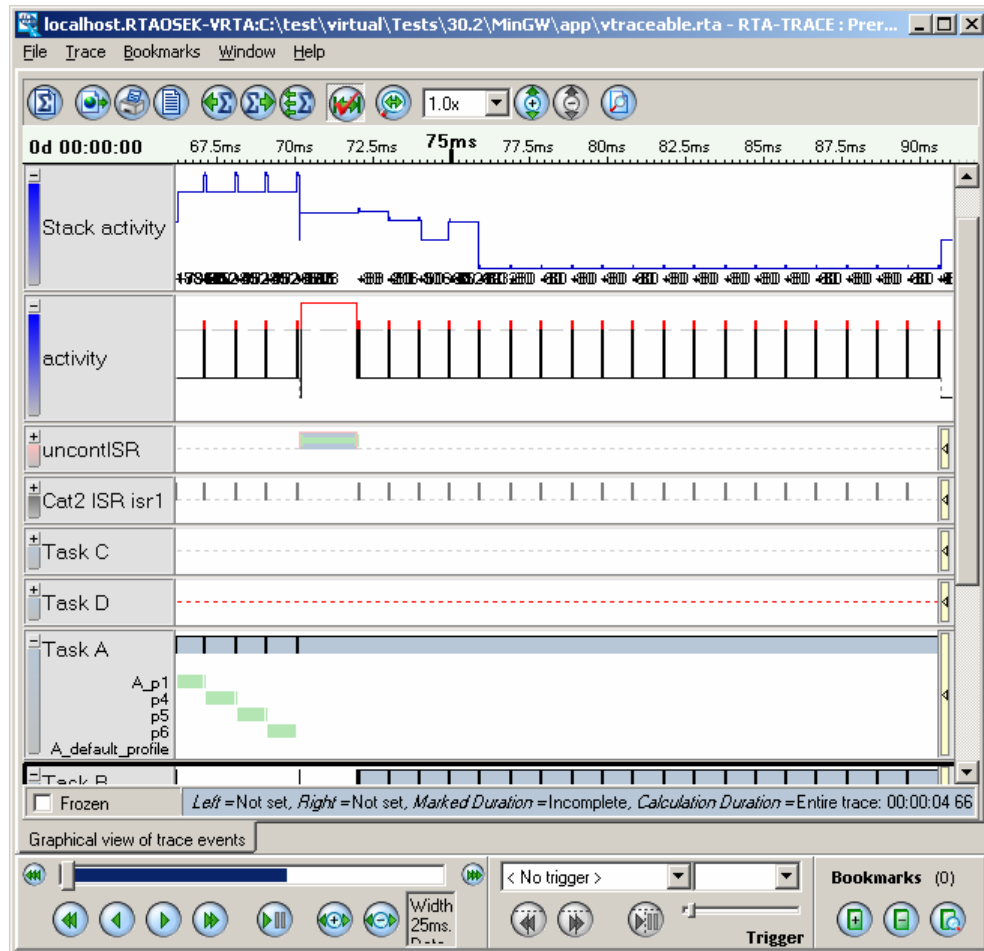 localhost.RTAOSEK-VRTA:C:\test\virtual\Tests\30.2\MinGW\app\vtraceable.rta - RTA-TRACE : Prer...
File Trace Bookmarks Window Help
1.0x
0d 00:00:00 67.5ms 70ms 72.5ms 75ms 77.5ms 80ms 82.5ms 85ms 87.5ms 90ms
Stack activity
activity
uncontISR
Cat2 ISR isr1
Task C
Task D
Task A
A_p1
p4
p5
p6
A_default_profile
Task B
Frozen Left =Not set, Right =Not set, Marked Duration =Incomplete, Calculation Duration =Entire trace: 00:00:04 66
Graphical view of trace events
< No trigger >
Bookmarks (0)
Width
25ms.
Trigger